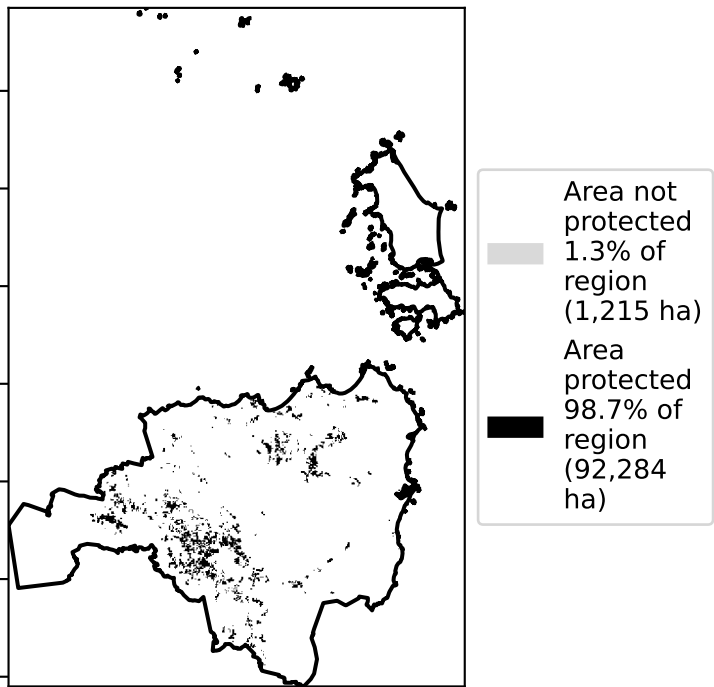 Area not
protected
1.3% of
region
(1,215 ha)
Area
protected
98.7% of
region
(92,284
ha)